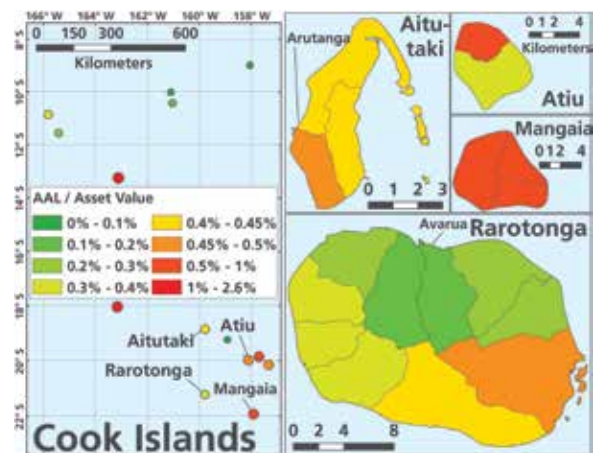 166° W 164° W 162° W 160° W 158° W
8° S
0 150 300 600
Kilometers
10° S
12° S
14° S
AAL / Asset Value
0% - 0.1%
0.1% - 0.2%
0.2% - 0.3%
0.3% - 0.4%
0.4% - 0.45%
0.45% - 0.5%
0.5% - 1%
1% - 2.6%
16° S
18° S
Aitutaki
Atiu
20° S
Rarotonga
Mangaia
22° S
Cook Islands
Arutanga
Aitu-
taki
0 1 2 3
0 1 2 4
Kilometers
Atiu
Mangaia
0 1 2 4
Avarua
Rarotonga
0 2 4 8